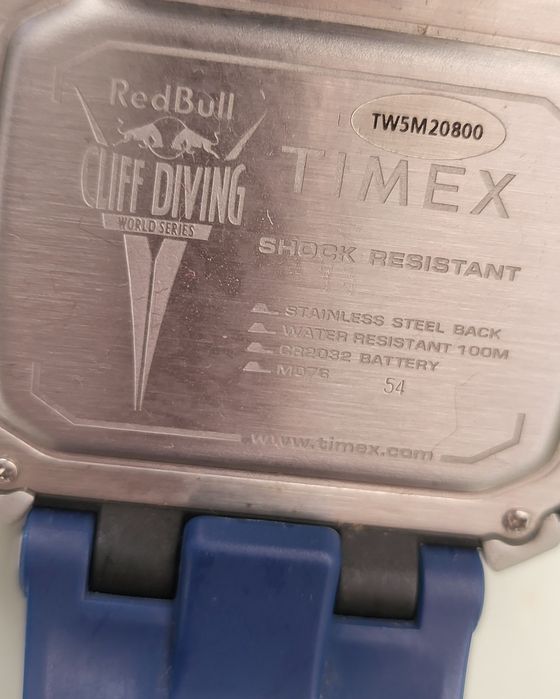 RedBull
CLIFF DIVING
WORLD SERIES
TW5M20800
TIMEX
SHOCK RESISTANT
STAINLESS STEEL BACK
WATER RESISTANT 100M
CR2032 BATTERY
M976 54
www.timex.com